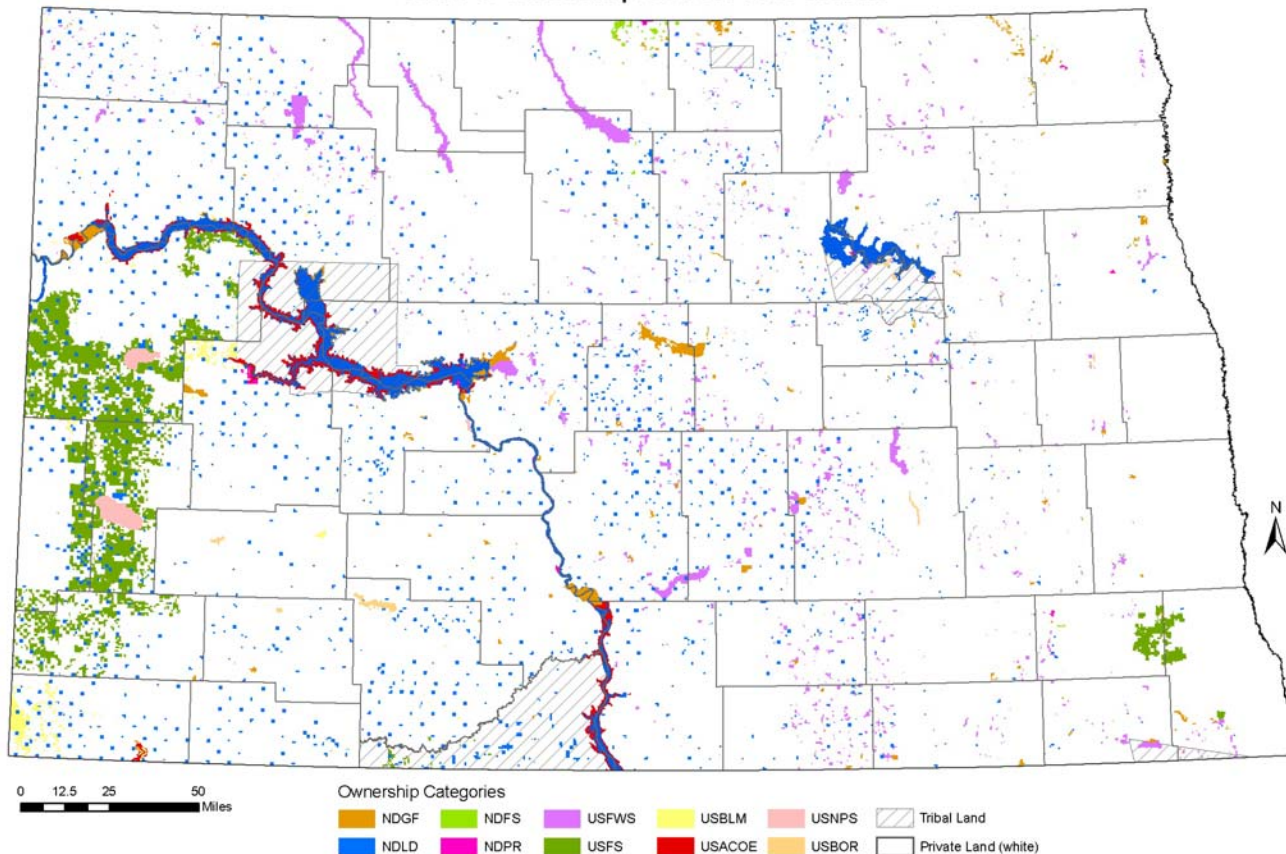 N
0 12.5 25 50
Miles
Ownership Categories
NDGF NDFS USFWS USBLM USNPS Tribal Land
NDLD NDPR USFS USACOE USBOR Private Land (white)